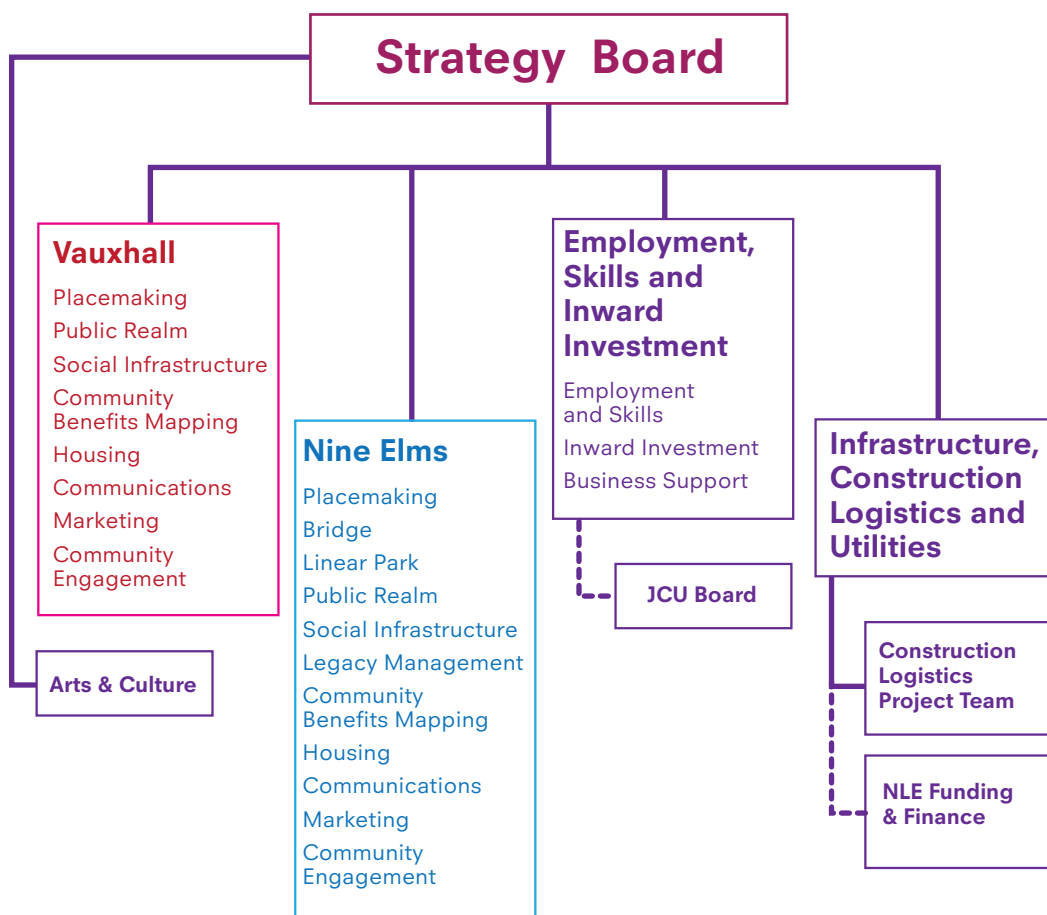 Strategy Board
Vauxhall
Placemaking
Public Realm
Social Infrastructure
Community
Benefits Mapping
Housing
Communications
Marketing
Community
Engagement
Arts & Culture
Nine Elms
Placemaking
Bridge
Linear Park
Public Realm
Social Infrastructure
Legacy Management
Community
Benefits Mapping
Housing
Communications
Marketing
Community
Engagement
Employment,
Skills and
Inward
Investment
Employment
and Skills
Inward Investment
Business Support
JCU Board
Infrastructure,
Construction
Logistics and
Utilities
Construction
Logistics
Project Team
NLE Funding
& Finance